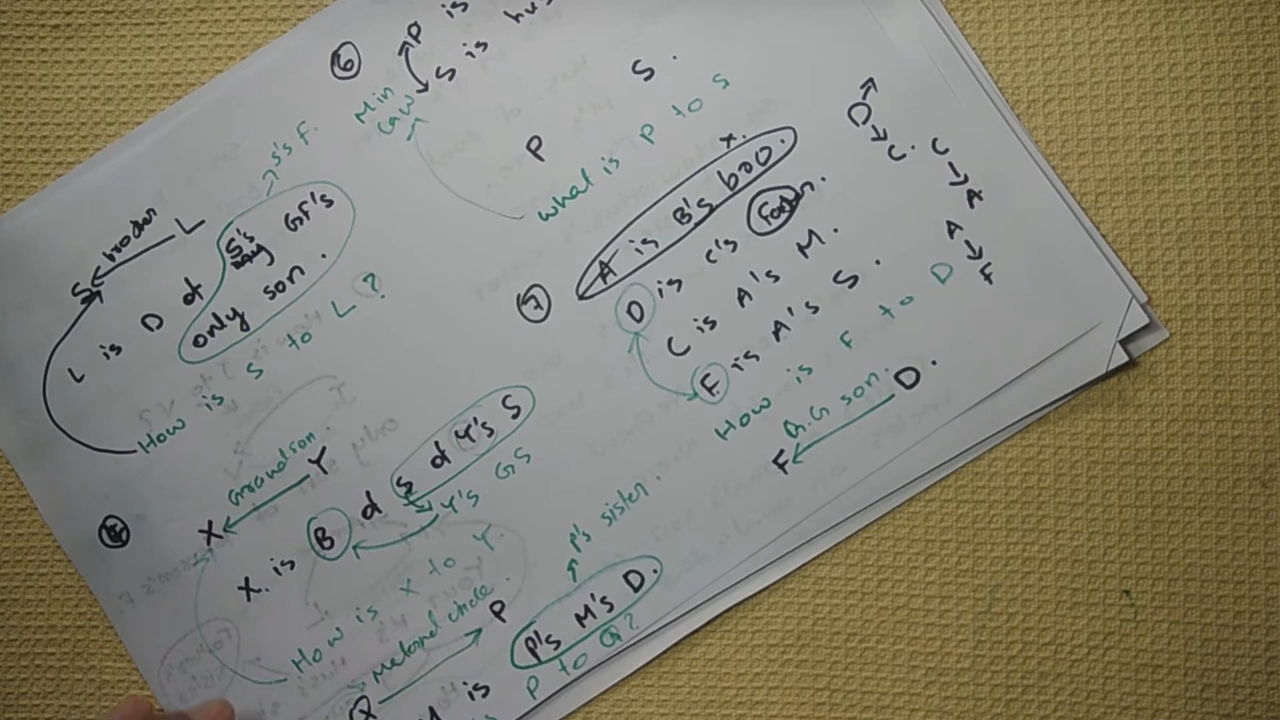 6
P is
S is
M in Law
P
S.
what is P to S
→ S's F.
S ← brother L
L is D of S's GF's
only son.
How is S to L?
7
A is B's bro.
x.
D is C's father.
C is A's M.
F is A's S.
How is F to D
G.G son.
D.
F
D → C.
C → A
A → F
X
grandson.
Y
X is B of S of Y's S
Y's GS
How is X to Y.
Maternal uncle
P
Q
→ P's sister.
is P's M's D.
P to Q?